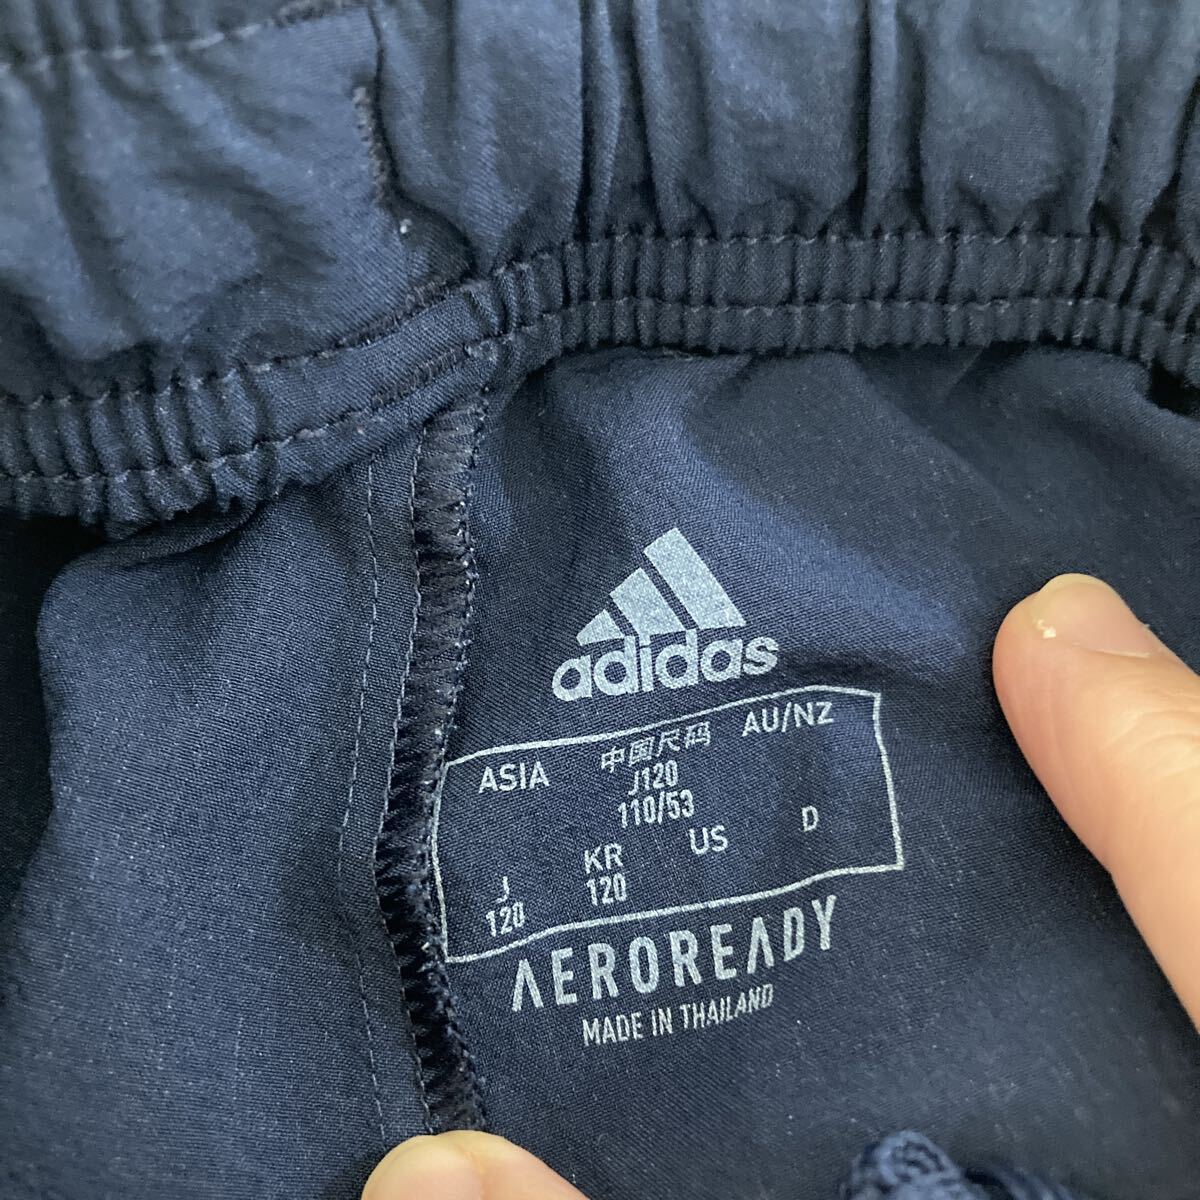 adidas
ASIA 中国尺码 AU/NZ
J120
110/53
J KR US D
120 120
AEROREADY
MADE IN THAILAND